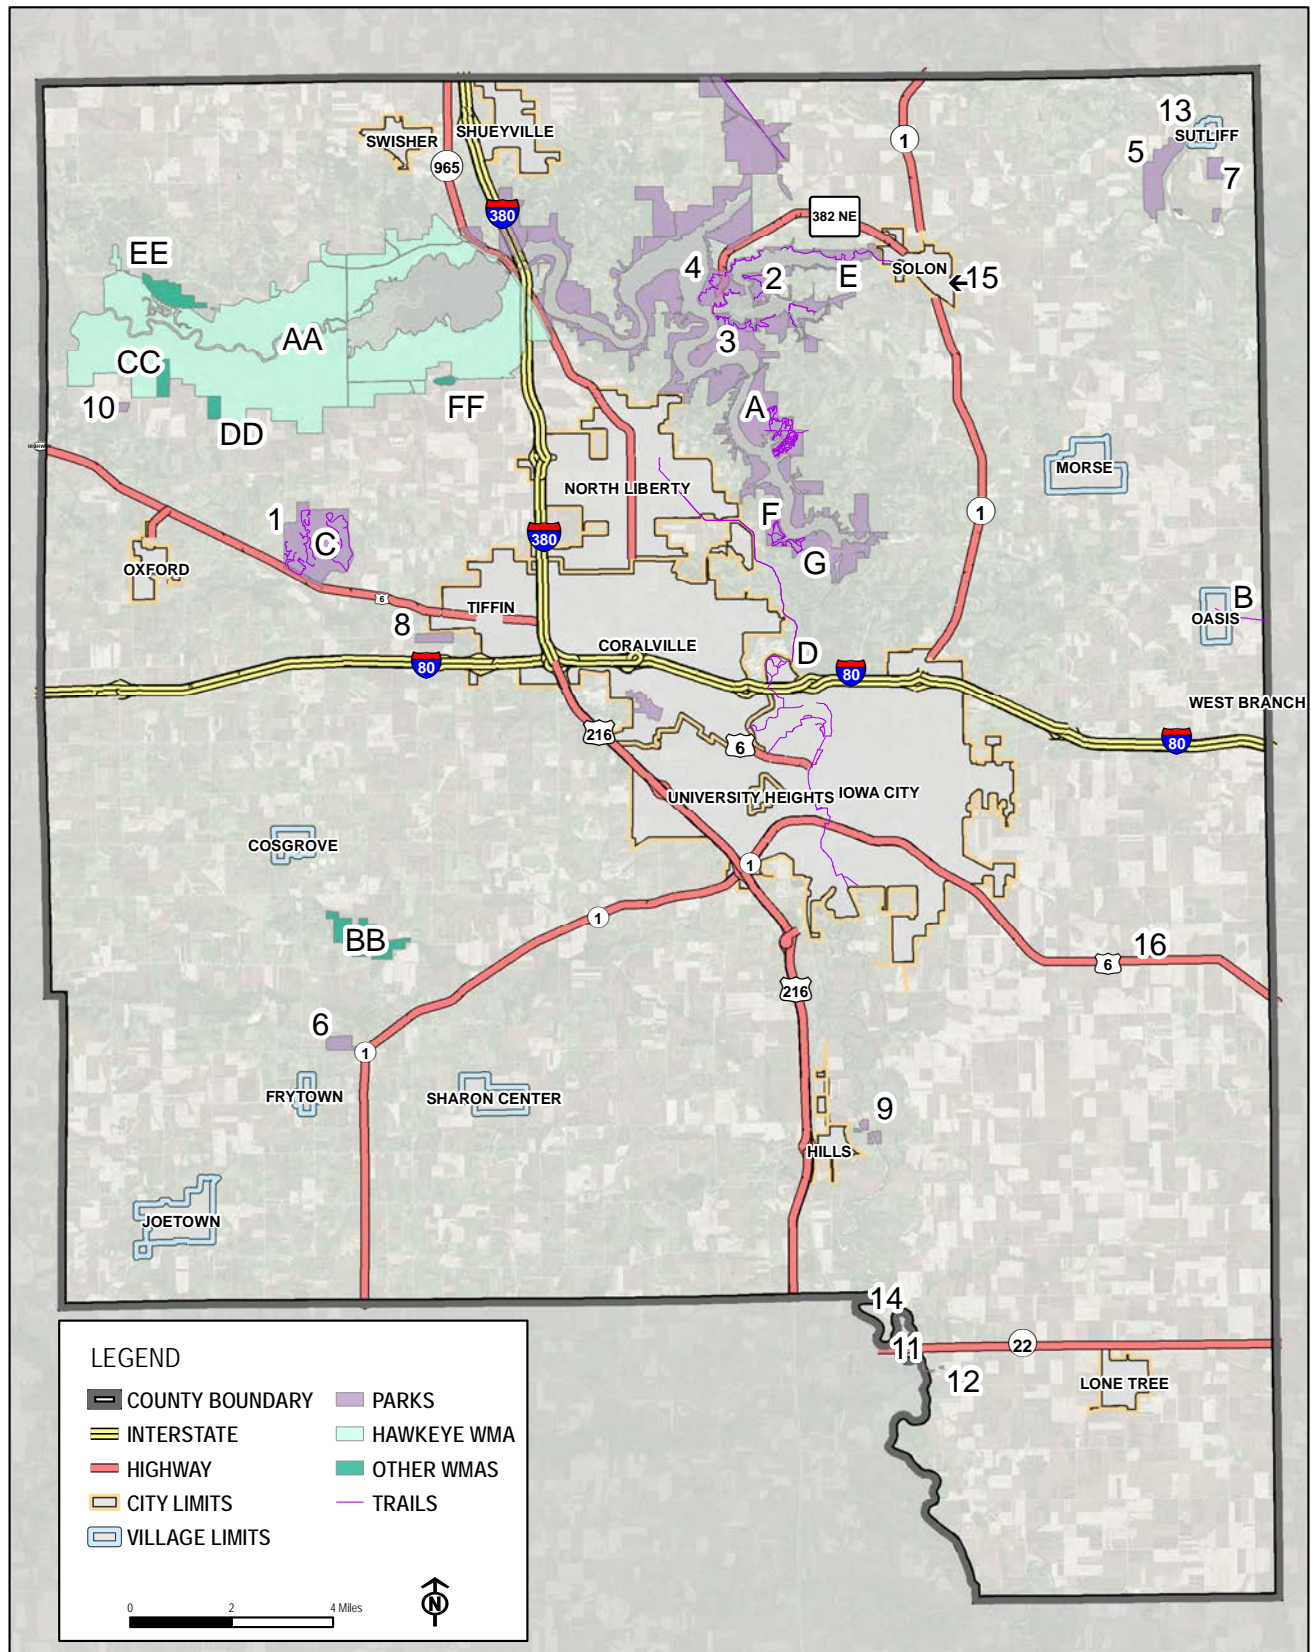 SWISHER
SHUEYVILLE
965
1
13
SUTLIFF
5
7
380
382 NE
EE
4
2
E
SOLON
15
AA
3
CC
10
DD
FF
A
HIGHWAY
MORSE
NORTH LIBERTY
1
C
380
F
G
1
OXFORD
6
TIFFIN
8
B
OASIS
CORALVILLE
D
80
80
WEST BRANCH
216
6
80
UNIVERSITY HEIGHTS
IOWA CITY
COSGROVE
1
1
BB
16
6
216
6
1
FRYTOWN
SHARON CENTER
9
HILLS
JOETOWN
14
11
22
12
LONE TREE
LEGEND
COUNTY BOUNDARY
INTERSTATE
HIGHWAY
CITY LIMITS
VILLAGE LIMITS
PARKS
HAWKEYE WMA
OTHER WMAS
TRAILS
0 2 4 Miles
N